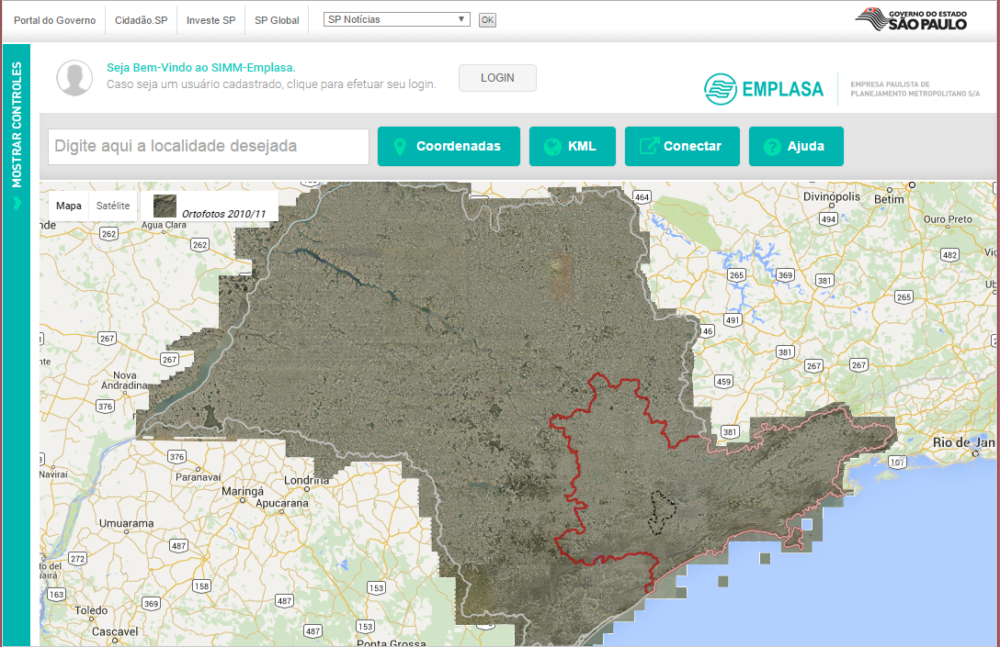 Portal do Governo
Cidadão.SP
Investe SP
SP Global
SP Notícias
OK
GOVERNO DO ESTADO
SÃO PAULO
MOSTRAR CONTROLES
Seja Bem-Vindo ao SIMM-Emplasa.
Caso seja um usuário cadastrado, clique para efetuar seu login.
LOGIN
EMPLASA
EMPRESA PAULISTA DE
PLANEJAMENTO METROPOLITANO S/A
Digite aqui a localidade desejada
Coordenadas
KML
Conectar
Ajuda
Mapa
Satélite
Ortofotos 2010/11
464
Divinópolis
Betim
494
Ouro Preto
Água Clara
262
262
482
265
369
381
265
491
46
267
267
381
267
267
459
Nova
Andradina
376
381
376
Paranavaí
Londrina
Maringá
Apucarana
Naviraí
Rio de Jan
101
Umuarama
487
272
163
158
153
369
487
Toledo
487
153
Cascavel
Ponta Grossa